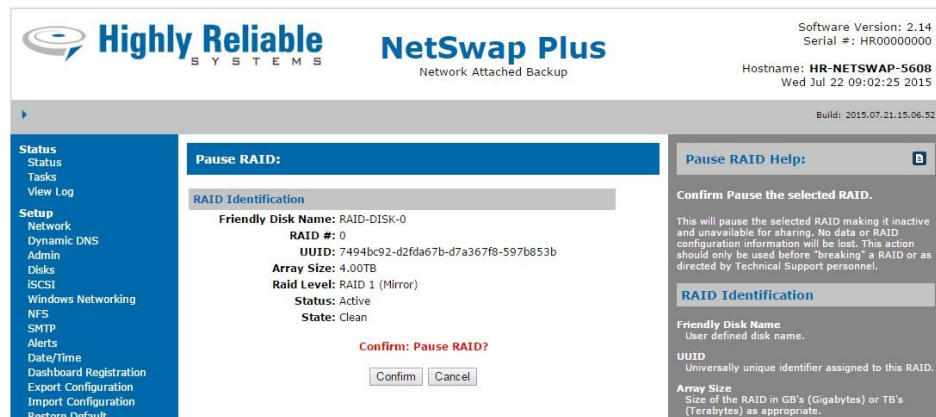 Highly Reliable
SYSTEMS
NetSwap Plus
Network Attached Backup
Software Version: 2.14
Serial #: HR00000000
Hostname: HR-NETSWAP-5608
Wed Jul 22 09:02:25 2015
Build: 2015.07.21.15.06.52
Status
Status
Tasks
View Log
Setup
Network
Dynamic DNS
Admin
Disks
iSCSI
Windows Networking
NFS
SMTP
Alerts
Date/Time
Dashboard Registration
Export Configuration
Import Configuration
Restore Default
Pause RAID:
RAID Identification
Friendly Disk Name: RAID-DISK-0
RAID #: 0
UUID: 7494bc92-d2fda67b-d7a367f8-597b853b
Array Size: 4.00TB
Raid Level: RAID 1 (Mirror)
Status: Active
State: Clean
Confirm: Pause RAID?
Confirm Cancel
Pause RAID Help:
Confirm Pause the selected RAID.
This will pause the selected RAID making it inactive
and unavailable for sharing. No data or RAID
configuration information will be lost. This action
should only be used before "breaking" a RAID or as
directed by Technical Support personnel.
RAID Identification
Friendly Disk Name
User defined disk name.
UUID
Universally unique identifier assigned to this RAID.
Array Size
Size of the RAID in GB's (Gigabytes) or TB's
(Terabytes) as appropriate.